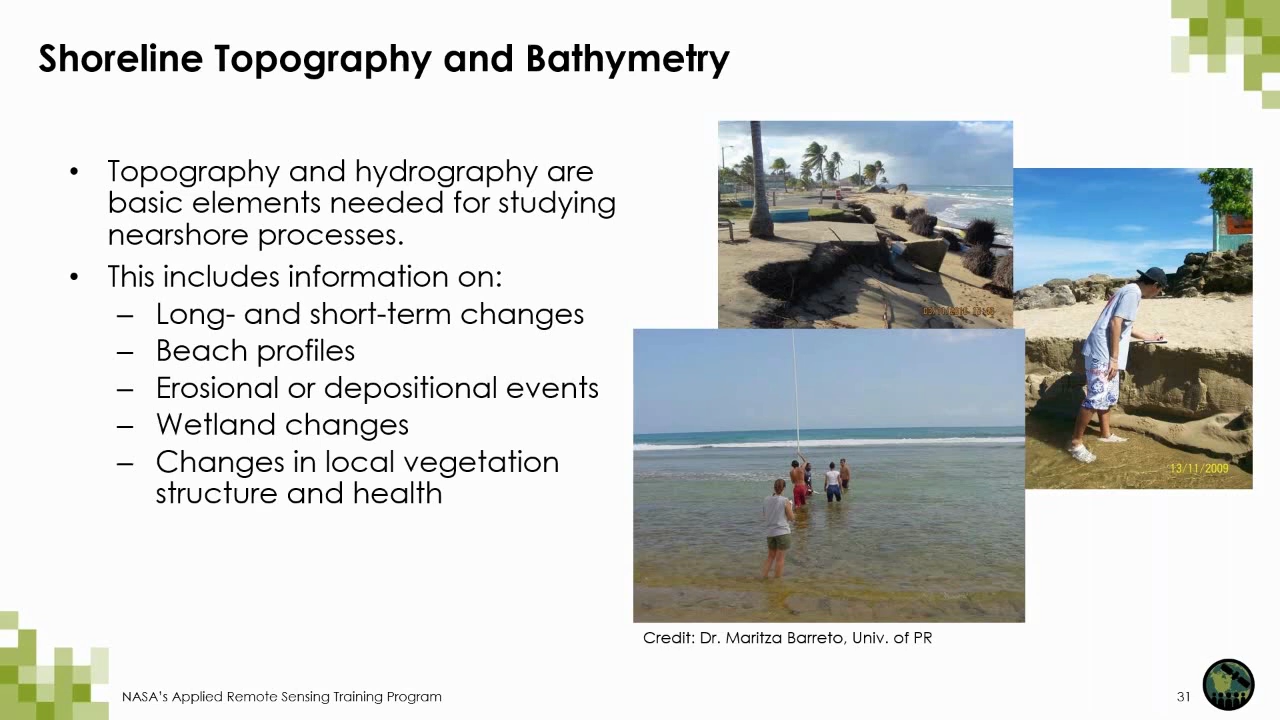 Shoreline Topography and Bathymetry
• Topography and hydrography are
basic elements needed for studying
nearshore processes.
• This includes information on:
– Long- and short-term changes
– Beach profiles
– Erosional or depositional events
– Wetland changes
– Changes in local vegetation
structure and health
13/11/2009
Credit: Dr. Maritza Barreto, Univ. of PR
NASA's Applied Remote Sensing Training Program
31